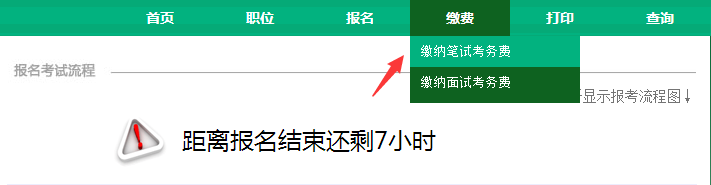 首页 职位 报名 缴费 打印 查询
缴纳笔试考务费
报名考试流程
缴纳面试考务费
显示报考流程图↓
距离报名结束还剩7小时